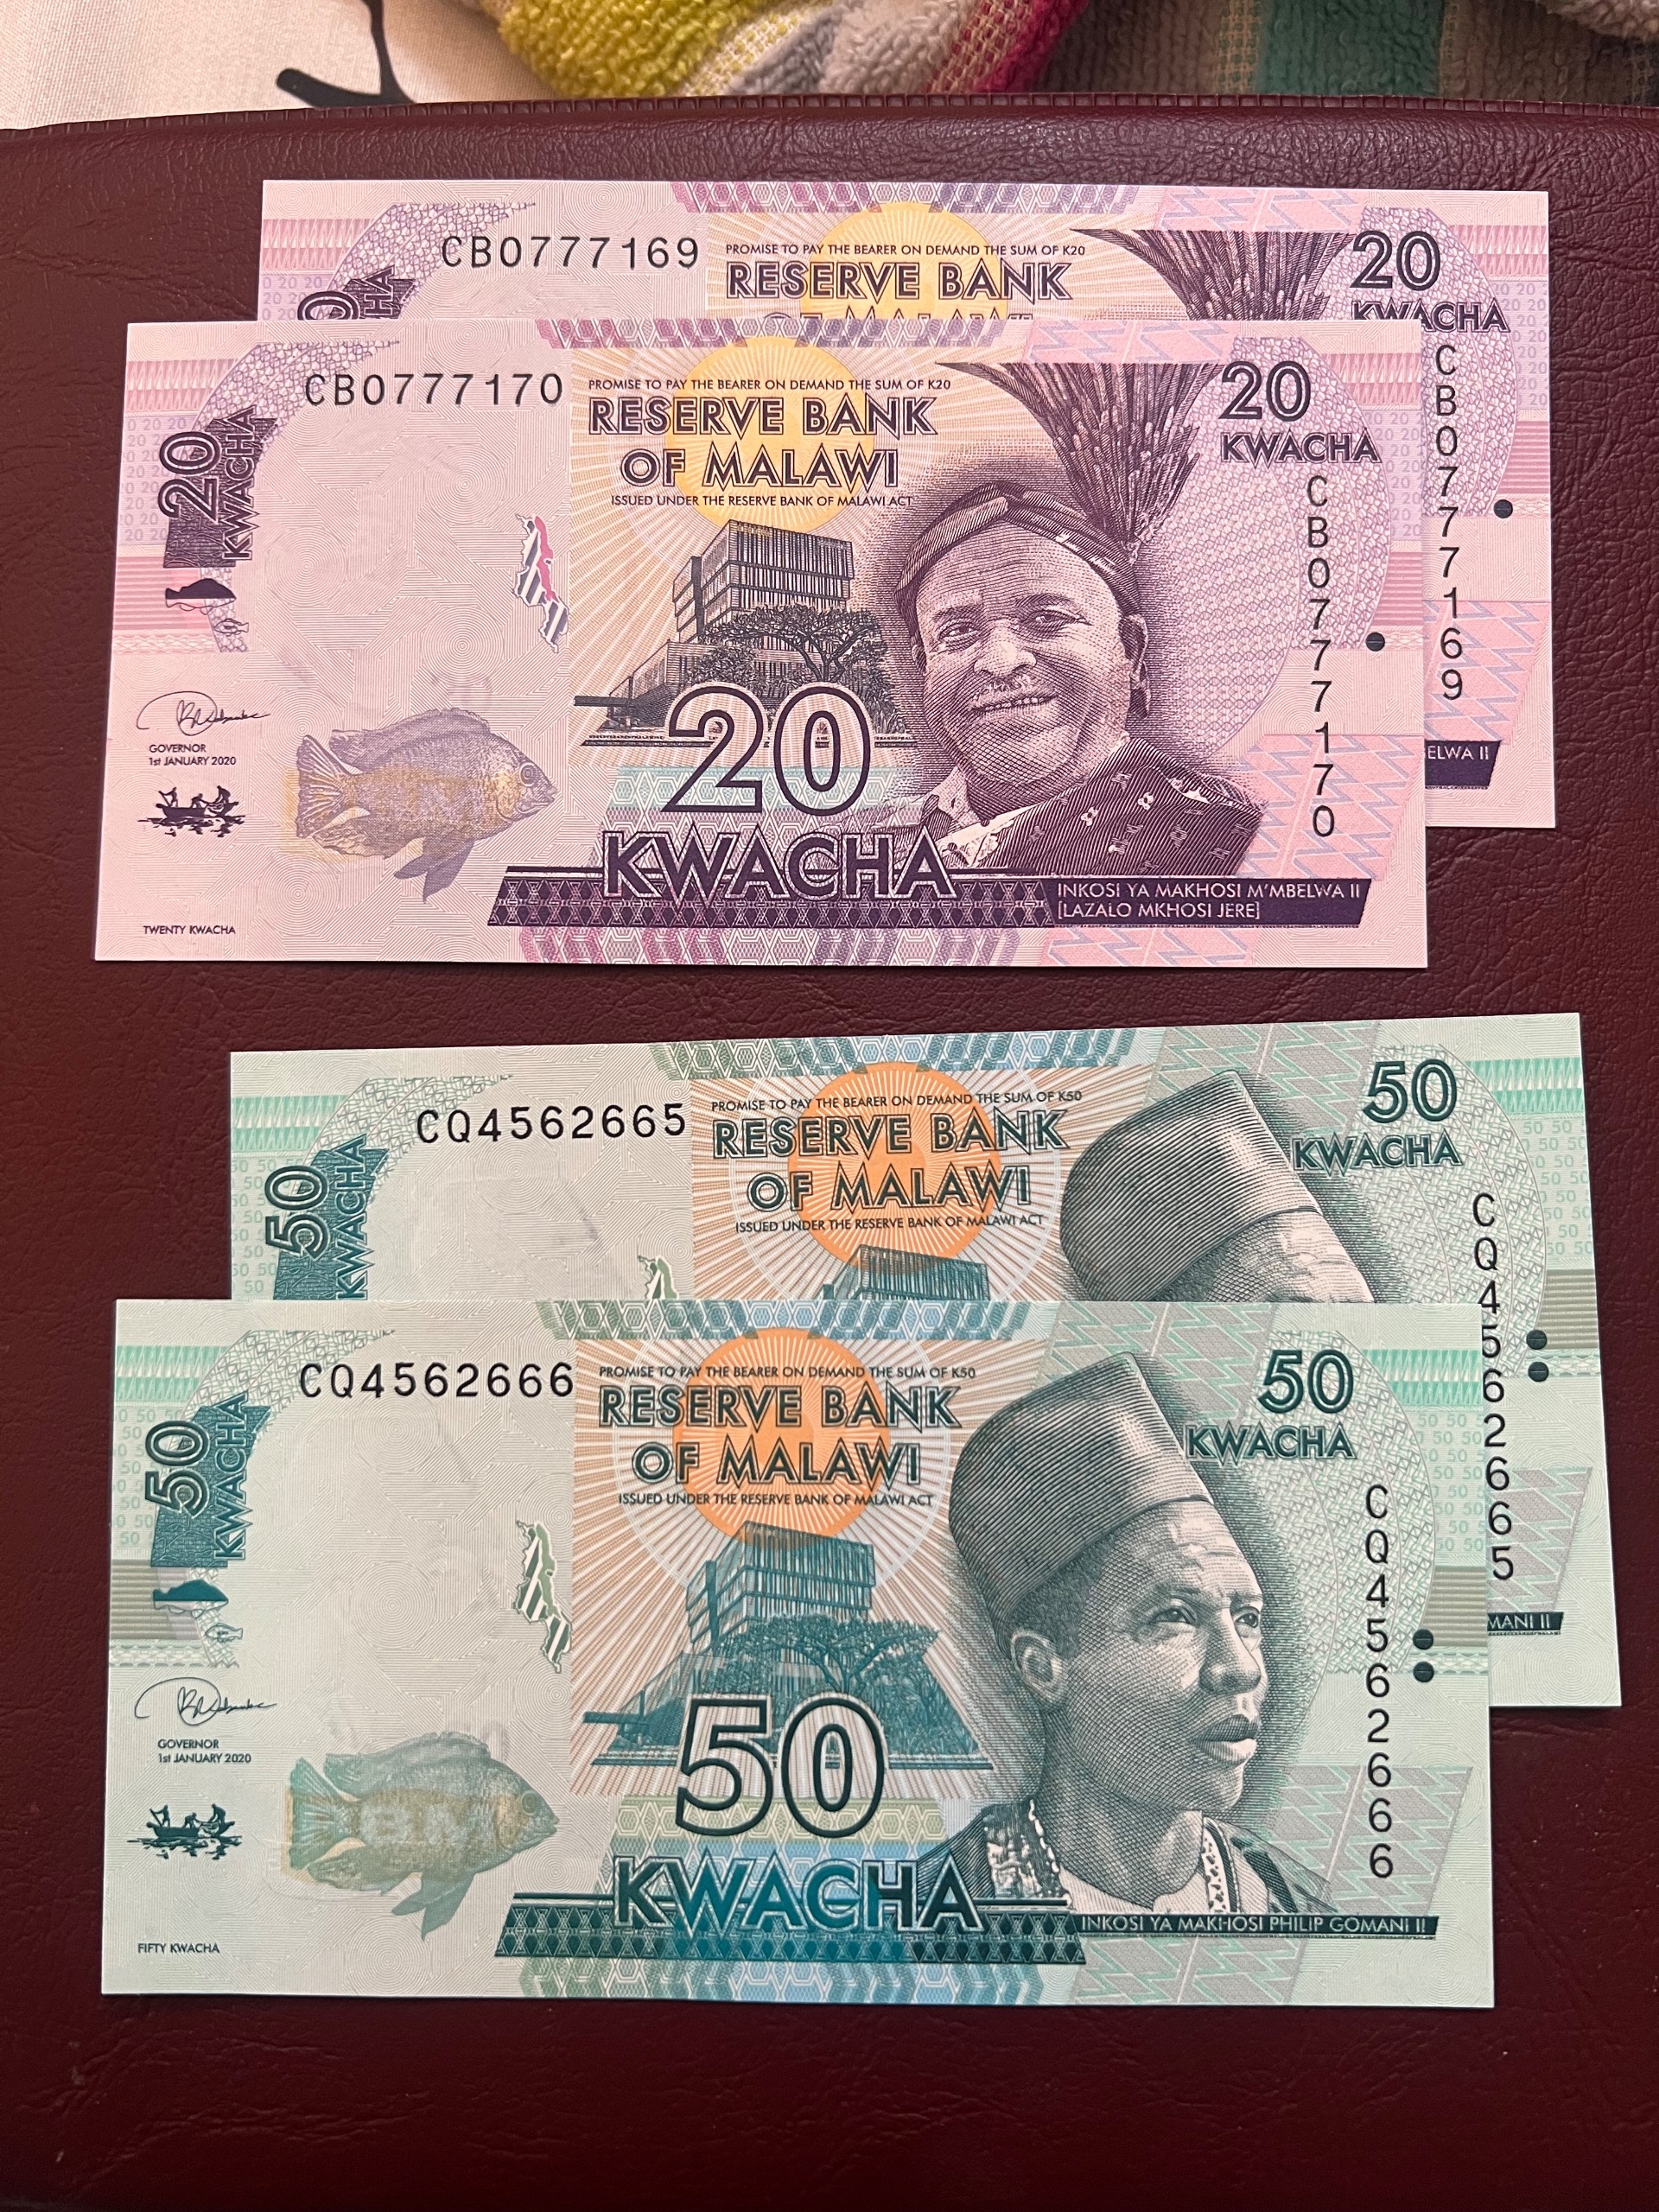 CB0777169
PROMISE TO PAY THE BEARER ON DEMAND THE SUM OF K20
RESERVE BANK
OF MALAWI
20
KWACHA
CB0777169
ELWA II
CB0777170
PROMISE TO PAY THE BEARER ON DEMAND THE SUM OF K20
RESERVE BANK
OF MALAWI
ISSUED UNDER THE RESERVE BANK OF MALAWI ACT
20
KWACHA
20
KWACHA
CB0777170
GOVERNOR
1st JANUARY 2020
20
KWACHA
INKOSI YA MAKHOSI M'MBELWA II
[LAZALO MKHOSI JERE]
TWENTY KWACHA
CQ4562665
PROMISE TO PAY THE BEARER ON DEMAND THE SUM OF K50
RESERVE BANK
OF MALAWI
ISSUED UNDER THE RESERVE BANK OF MALAWI ACT
50
KWACHA
50
KWACHA
CQ4562665
MANI II
CQ4562666
PROMISE TO PAY THE BEARER ON DEMAND THE SUM OF K50
RESERVE BANK
OF MALAWI
ISSUED UNDER THE RESERVE BANK OF MALAWI ACT
50
KWACHA
50
KWACHA
CQ4562666
GOVERNOR
1st JANUARY 2020
RBM
50
KWACHA
INKOSI YA MAKHOSI PHILIP GOMANI II
FIFTY KWACHA